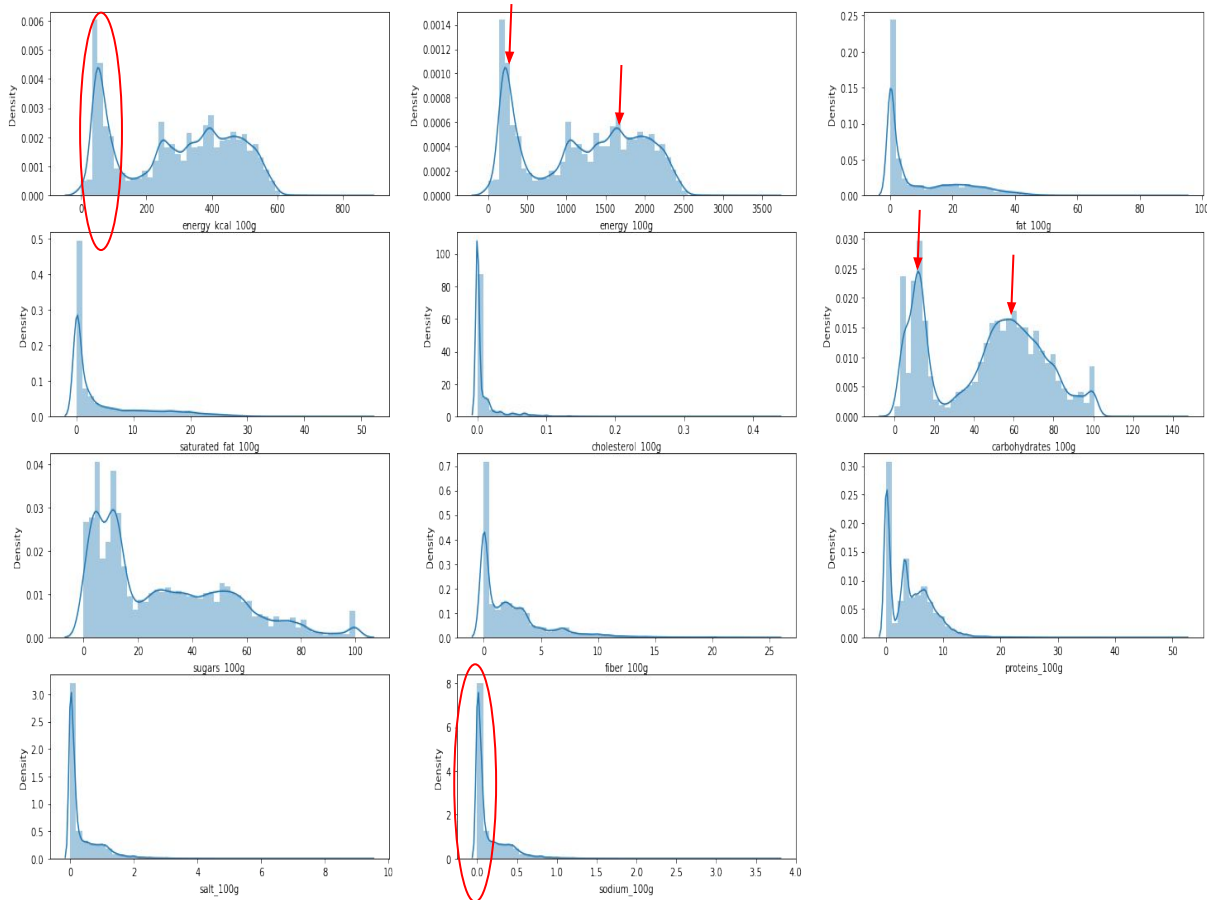 0.006
0.005
0.004
0.003
0.002
0.001
0.000
Density
0 200 400 600 800
energy_kcal_100g
0.0014
0.0012
0.0010
0.0008
0.0006
0.0004
0.0002
0.0000
Density
0 500 1000 1500 2000 2500 3000 3500
energy_100g
0.25
0.20
0.15
0.10
0.05
0.00
Density
0 20 40 60 80 100
fat_100g
0.5
0.4
0.3
0.2
0.1
0.0
Density
0 10 20 30 40 50
saturated_fat_100g
100
80
60
40
20
0
Density
0.0 0.1 0.2 0.3 0.4
cholesterol_100g
0.030
0.025
0.020
0.015
0.010
0.005
0.000
Density
0 20 40 60 80 100 120 140
carbohydrates_100g
0.04
0.03
0.02
0.01
0.00
Density
0 20 40 60 80 100
sugars_100g
0.7
0.6
0.5
0.4
0.3
0.2
0.1
0.0
Density
0 5 10 15 20 25
fiber_100g
0.30
0.25
0.20
0.15
0.10
0.05
0.00
Density
0 10 20 30 40 50
proteins_100g
3.0
2.5
2.0
1.5
1.0
0.5
0.0
Density
0 2 4 6 8 10
salt_100g
8
6
4
2
0
Density
0.0 0.5 1.0 1.5 2.0 2.5 3.0 3.5 4.0
sodium_100g